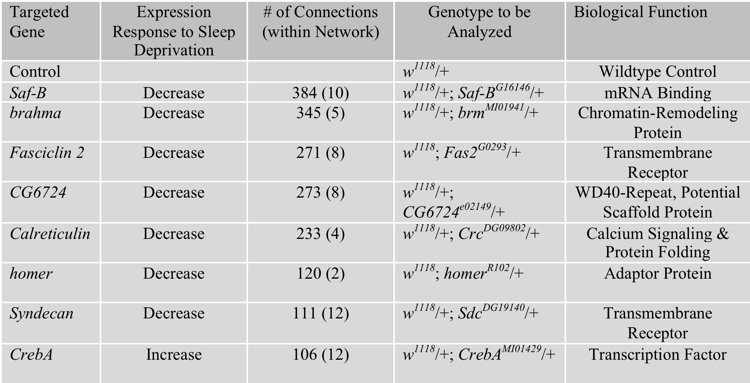 Targeted Gene | Expression Response to Sleep Deprivation | # of Connections (within Network) | Genotype to be Analyzed | Biological Function
Control | | | w^1118/+ | Wildtype Control
Saf-B | Decrease | 384 (10) | w^1118/+; Saf-B^G16146/+ | mRNA Binding
brahma | Decrease | 345 (5) | w^1118/+; brm^MI01941/+ | Chromatin-Remodeling Protein
Fasciclin 2 | Decrease | 271 (8) | w^1118; Fas2^G0293/+ | Transmembrane Receptor
CG6724 | Decrease | 273 (8) | w^1118/+; CG6724^e02149/+ | WD40-Repeat, Potential Scaffold Protein
Calreticulin | Decrease | 233 (4) | w^1118/+; Crc^DG09802/+ | Calcium Signaling & Protein Folding
homer | Decrease | 120 (2) | w^1118; homer^R102/+ | Adaptor Protein
Syndecan | Decrease | 111 (12) | w^1118/+; Sdc^DG19140/+ | Transmembrane Receptor
CrebA | Increase | 106 (12) | w^1118/+; CrebA^MI01429/+ | Transcription Factor